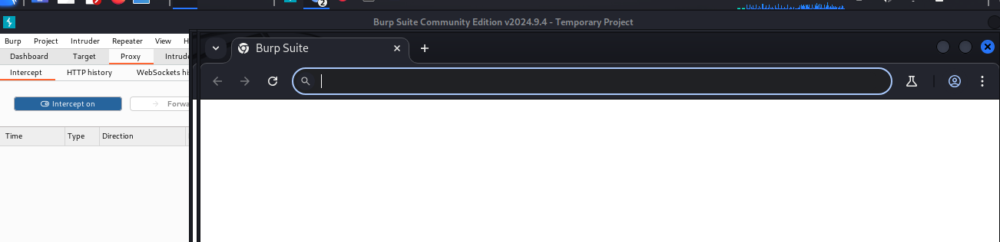 2
Burp Suite Community Edition v2024.9.4 - Temporary Project
Burp Project Intruder Repeater View H
Dashboard Target Proxy Intrude
Intercept HTTP history WebSockets hi
Intercept on Forwa
Time Type Direction
Burp Suite